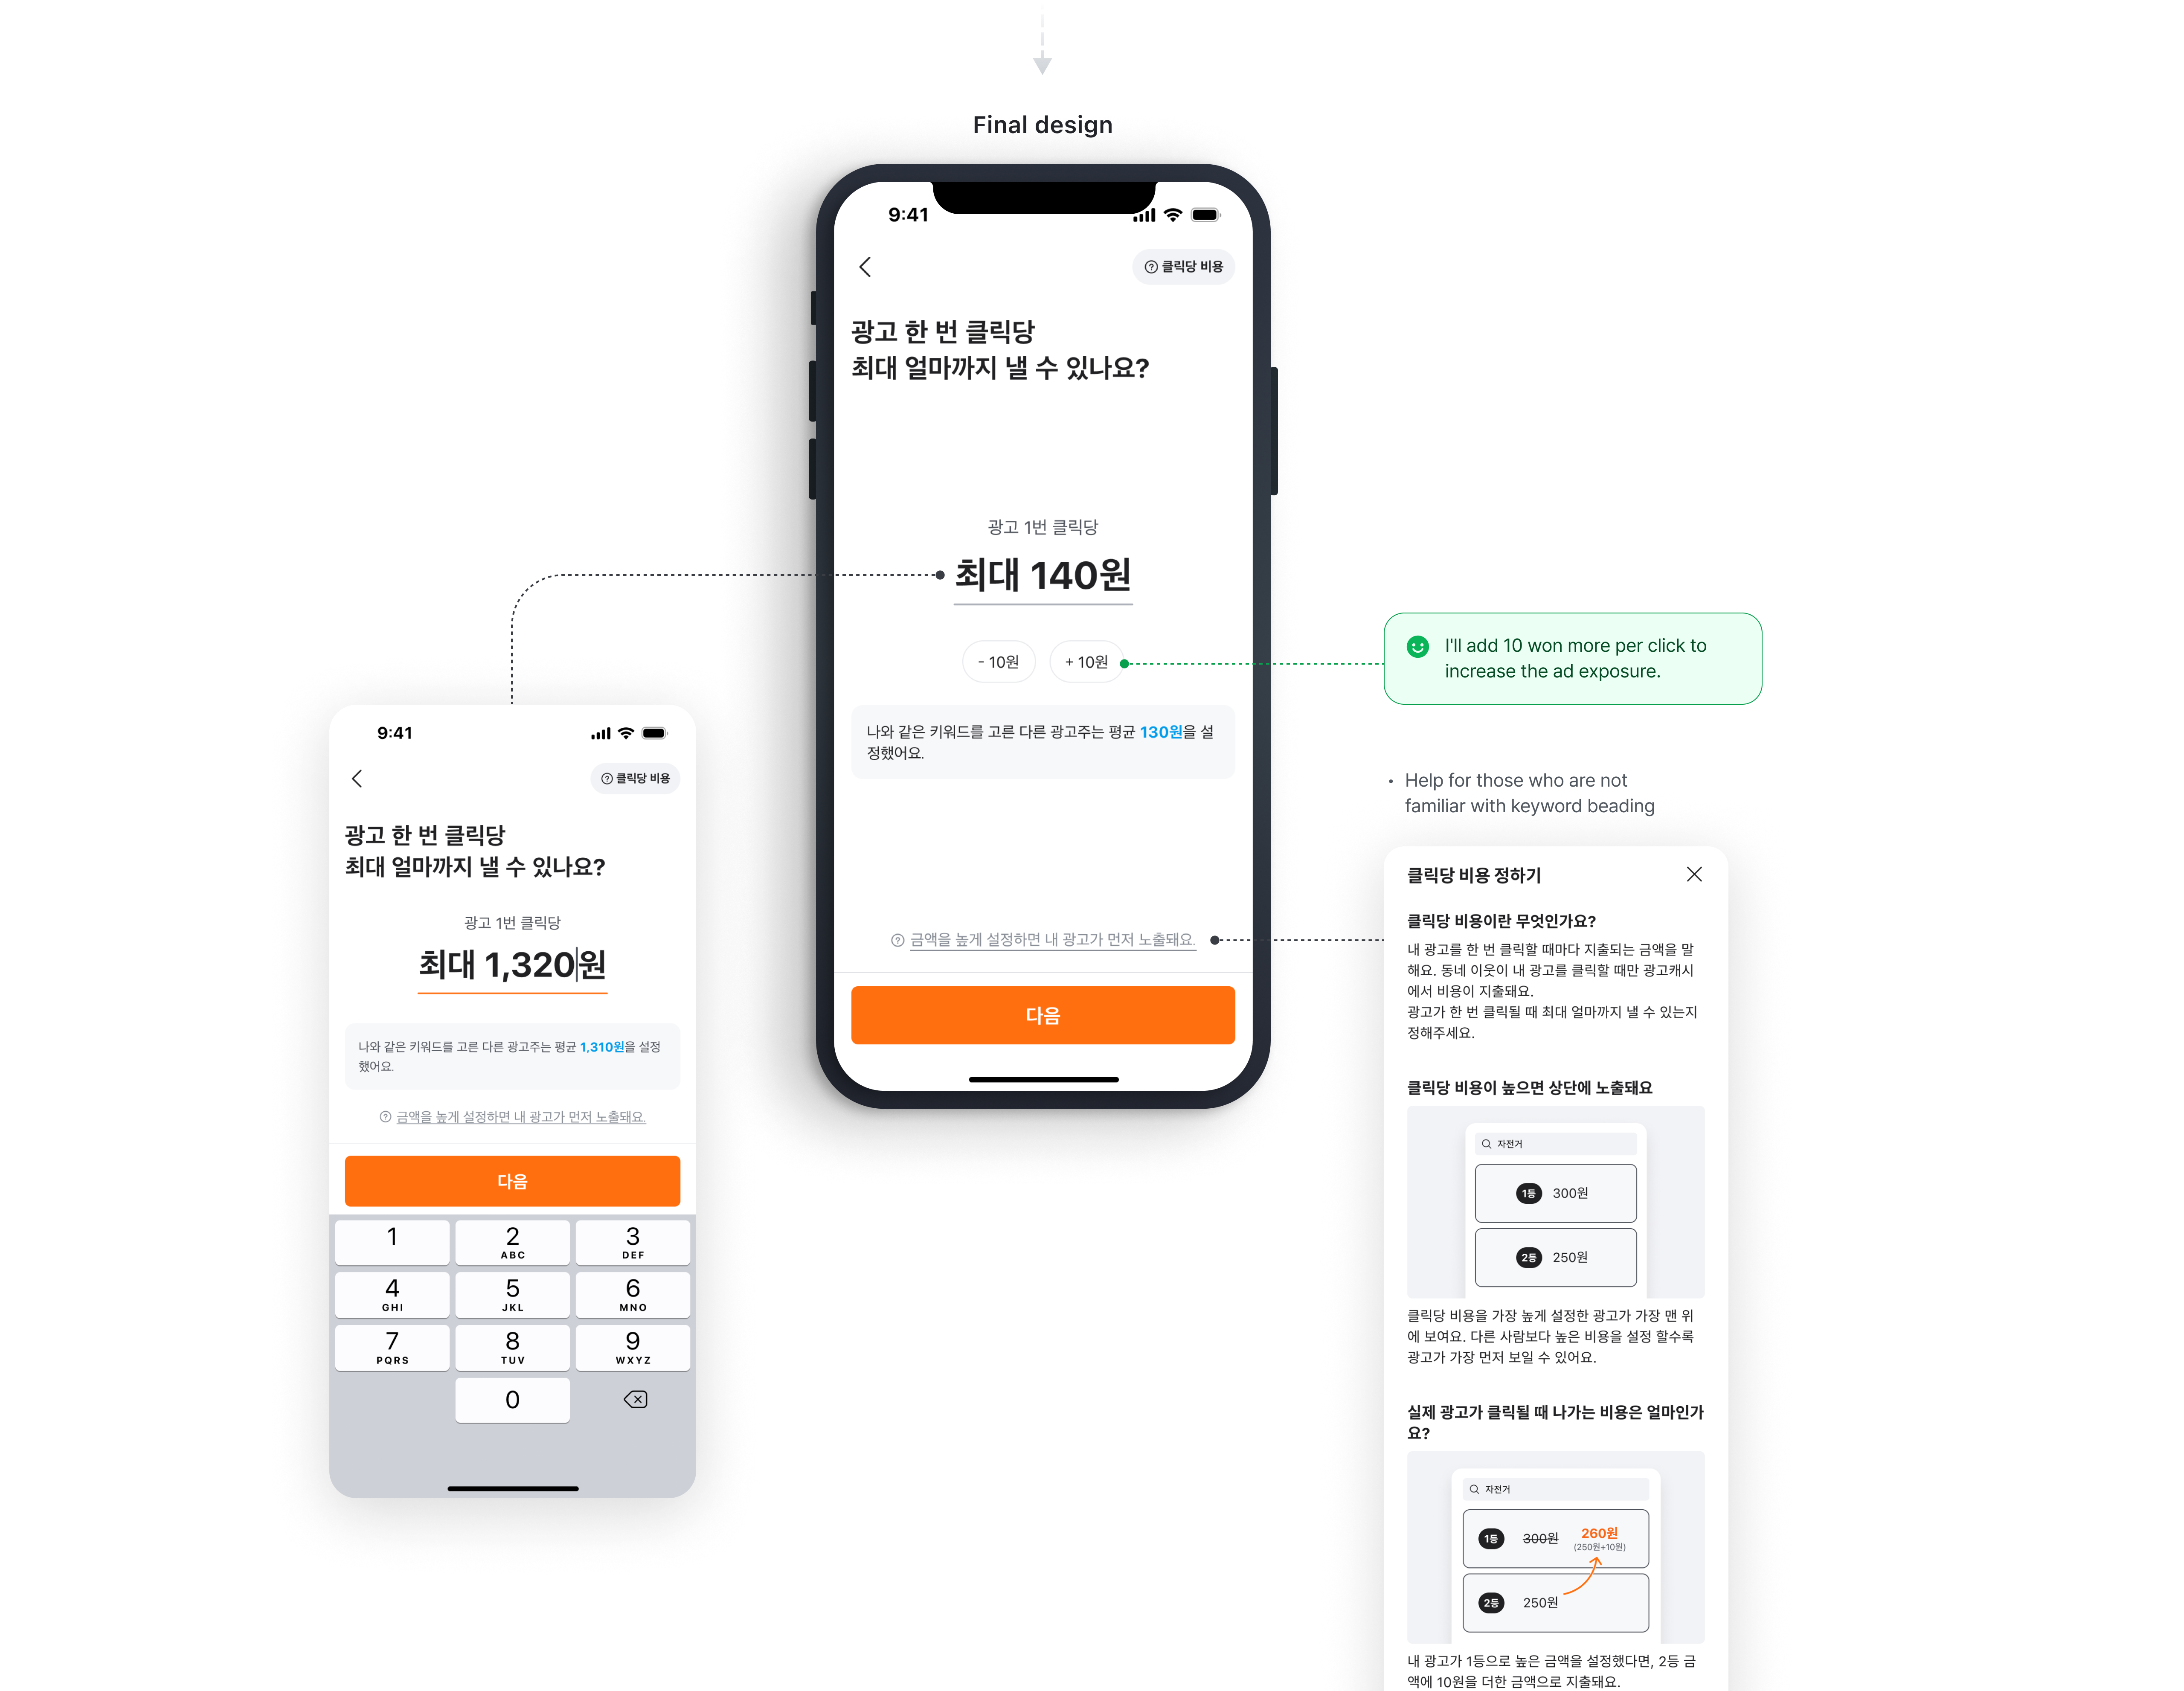 Final design
9:41
클릭당 비용
광고 한 번 클릭당
최대 얼마까지 낼 수 있나요?
광고 1번 클릭당
최대 140원
- 10원
+ 10원
나와 같은 키워드를 고른 다른 광고주는 평균 130원을 설
정했어요.
금액을 높게 설정하면 내 광고가 먼저 노출돼요.
다음
9:41
클릭당 비용
광고 한 번 클릭당
최대 얼마까지 낼 수 있나요?
광고 1번 클릭당
최대 1,320원
나와 같은 키워드를 고른 다른 광고주는 평균 1,310원을 설정
했어요.
금액을 높게 설정하면 내 광고가 먼저 노출돼요.
다음
1
2
ABC
3
DEF
4
GHI
5
JKL
6
MNO
7
PQRS
8
TUV
9
WXYZ
0
I'll add 10 won more per click to
increase the ad exposure.
• Help for those who are not
familiar with keyword beading
클릭당 비용 정하기
클릭당 비용이란 무엇인가요?
내 광고를 한 번 클릭할 때마다 지출되는 금액을 말
해요. 동네 이웃이 내 광고를 클릭할 때만 광고캐시
에서 비용이 지출돼요.
광고가 한 번 클릭될 때 최대 얼마까지 낼 수 있는지
정해주세요.
클릭당 비용이 높으면 상단에 노출돼요
자전거
1등 300원
2등 250원
클릭당 비용을 가장 높게 설정한 광고가 가장 맨 위
에 보여요. 다른 사람보다 높은 비용을 설정 할수록
광고가 가장 먼저 보일 수 있어요.
실제 광고가 클릭될 때 나가는 비용은 얼마인가
요?
자전거
1등 300원 260원
(250원+10원)
2등 250원
내 광고가 1등으로 높은 금액을 설정했다면, 2등 금
액에 10원을 더한 금액으로 지출돼요.